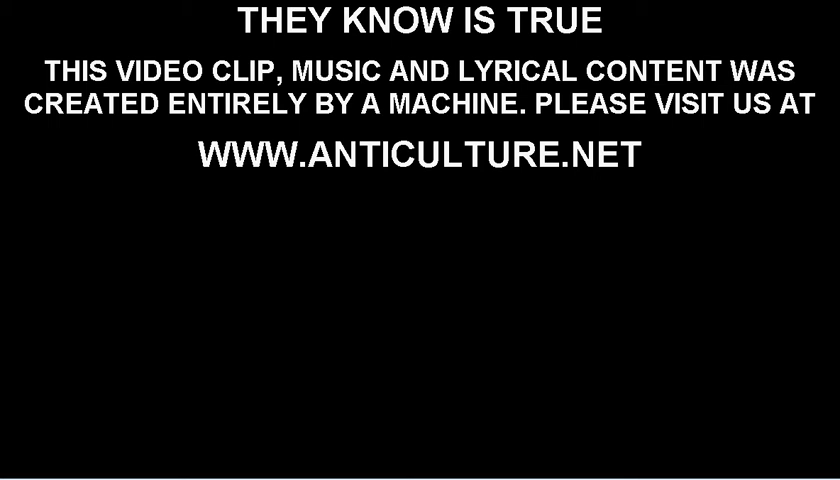 THEY KNOW IS TRUE
THIS VIDEO CLIP, MUSIC AND LYRICAL CONTENT WAS
CREATED ENTIRELY BY A MACHINE. PLEASE VISIT US AT
WWW.ANTICULTURE.NET